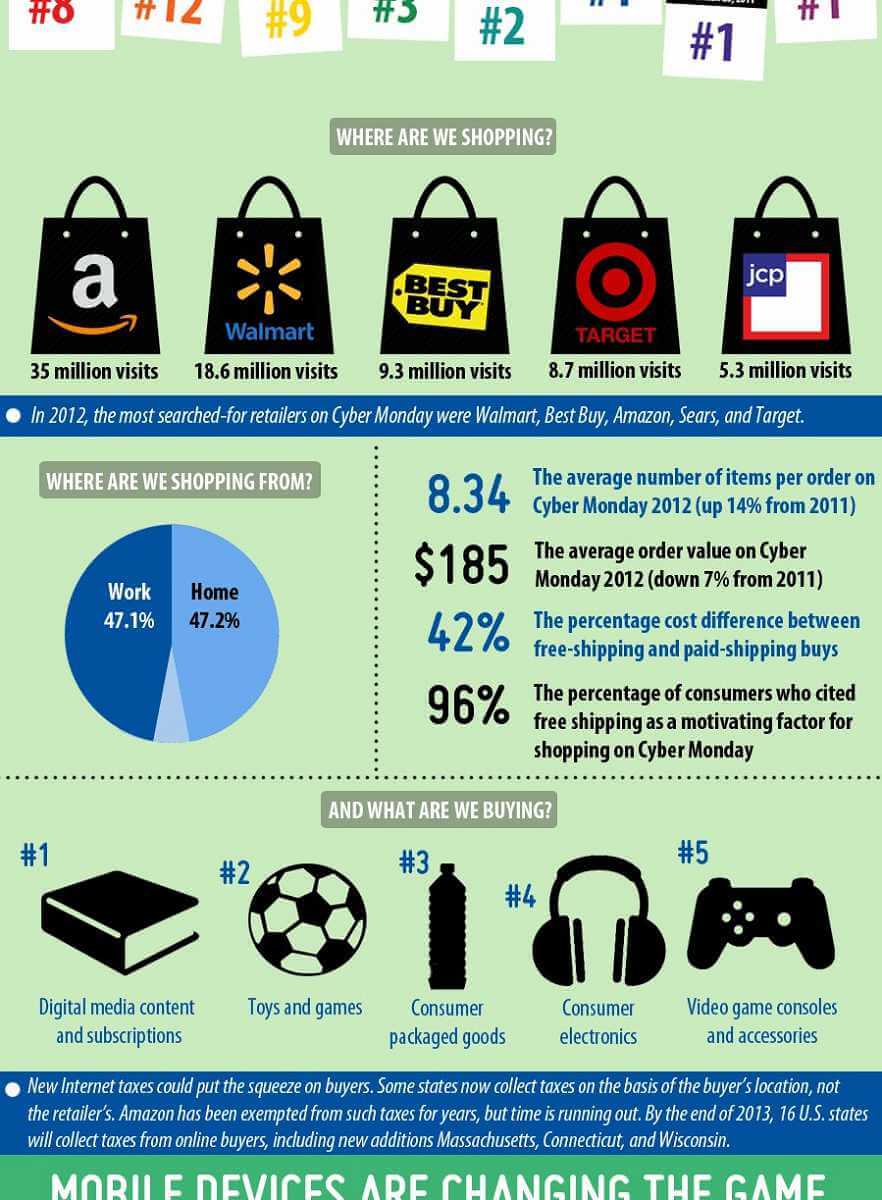 #8
#12
#9
#3
#2
#1
#1
WHERE ARE WE SHOPPING?
a
Walmart
BEST
BUY
TARGET
jcp
35 million visits
18.6 million visits
9.3 million visits
8.7 million visits
5.3 million visits
In 2012, the most searched-for retailers on Cyber Monday were Walmart, Best Buy, Amazon, Sears, and Target.
WHERE ARE WE SHOPPING FROM?
Work
47.1%
Home
47.2%
8.34
The average number of items per order on
Cyber Monday 2012 (up 14% from 2011)
$185
The average order value on Cyber
Monday 2012 (down 7% from 2011)
42%
The percentage cost difference between
free-shipping and paid-shipping buys
96%
The percentage of consumers who cited
free shipping as a motivating factor for
shopping on Cyber Monday
AND WHAT ARE WE BUYING?
#1
Digital media content
and subscriptions
#2
Toys and games
#3
Consumer
packaged goods
#4
Consumer
electronics
#5
Video game consoles
and accessories
New Internet taxes could put the squeeze on buyers. Some states now collect taxes on the basis of the buyer's location, not
the retailer's. Amazon has been exempted from such taxes for years, but time is running out. By the end of 2013, 16 U.S. states
will collect taxes from online buyers, including new additions Massachusetts, Connecticut, and Wisconsin.
MOBILE DEVICES ARE CHANGING THE GAME